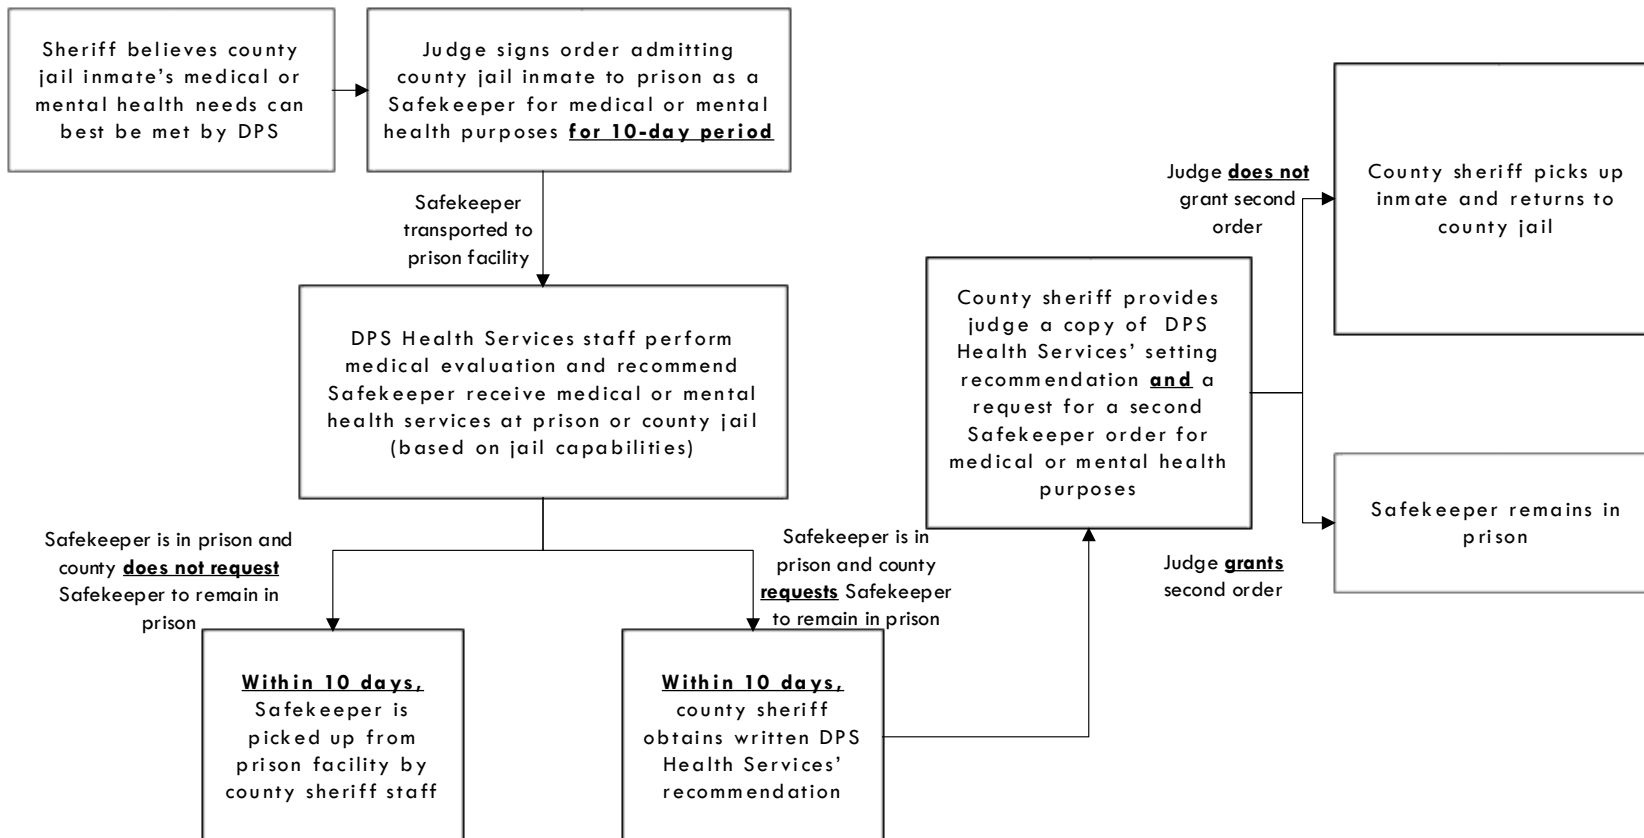 Sheriff believes county
jail inmate's medical or
mental health needs can
best be met by DPS
Judge signs order admitting
county jail inmate to prison as a
Safekeeper for medical or mental
health purposes for 10-day period
Safekeeper
transported to
prison facility
DPS Health Services staff perform
medical evaluation and recommend
Safekeeper receive medical or mental
health services at prison or county jail
(based on jail capabilities)
Safekeeper is in prison and
county does not request
Safekeeper to remain in
prison
Safekeeper is in
prison and county
requests Safekeeper
to remain in prison
Within 10 days,
Safekeeper is
picked up from
prison facility by
county sheriff staff
Within 10 days,
county sheriff
obtains written DPS
Health Services'
recommendation
County sheriff provides
judge a copy of DPS
Health Services' setting
recommendation and a
request for a second
Safekeeper order for
medical or mental health
purposes
Judge does not
grant second
order
County sheriff picks up
inmate and returns to
county jail
Judge grants
second order
Safekeeper remains in
prison